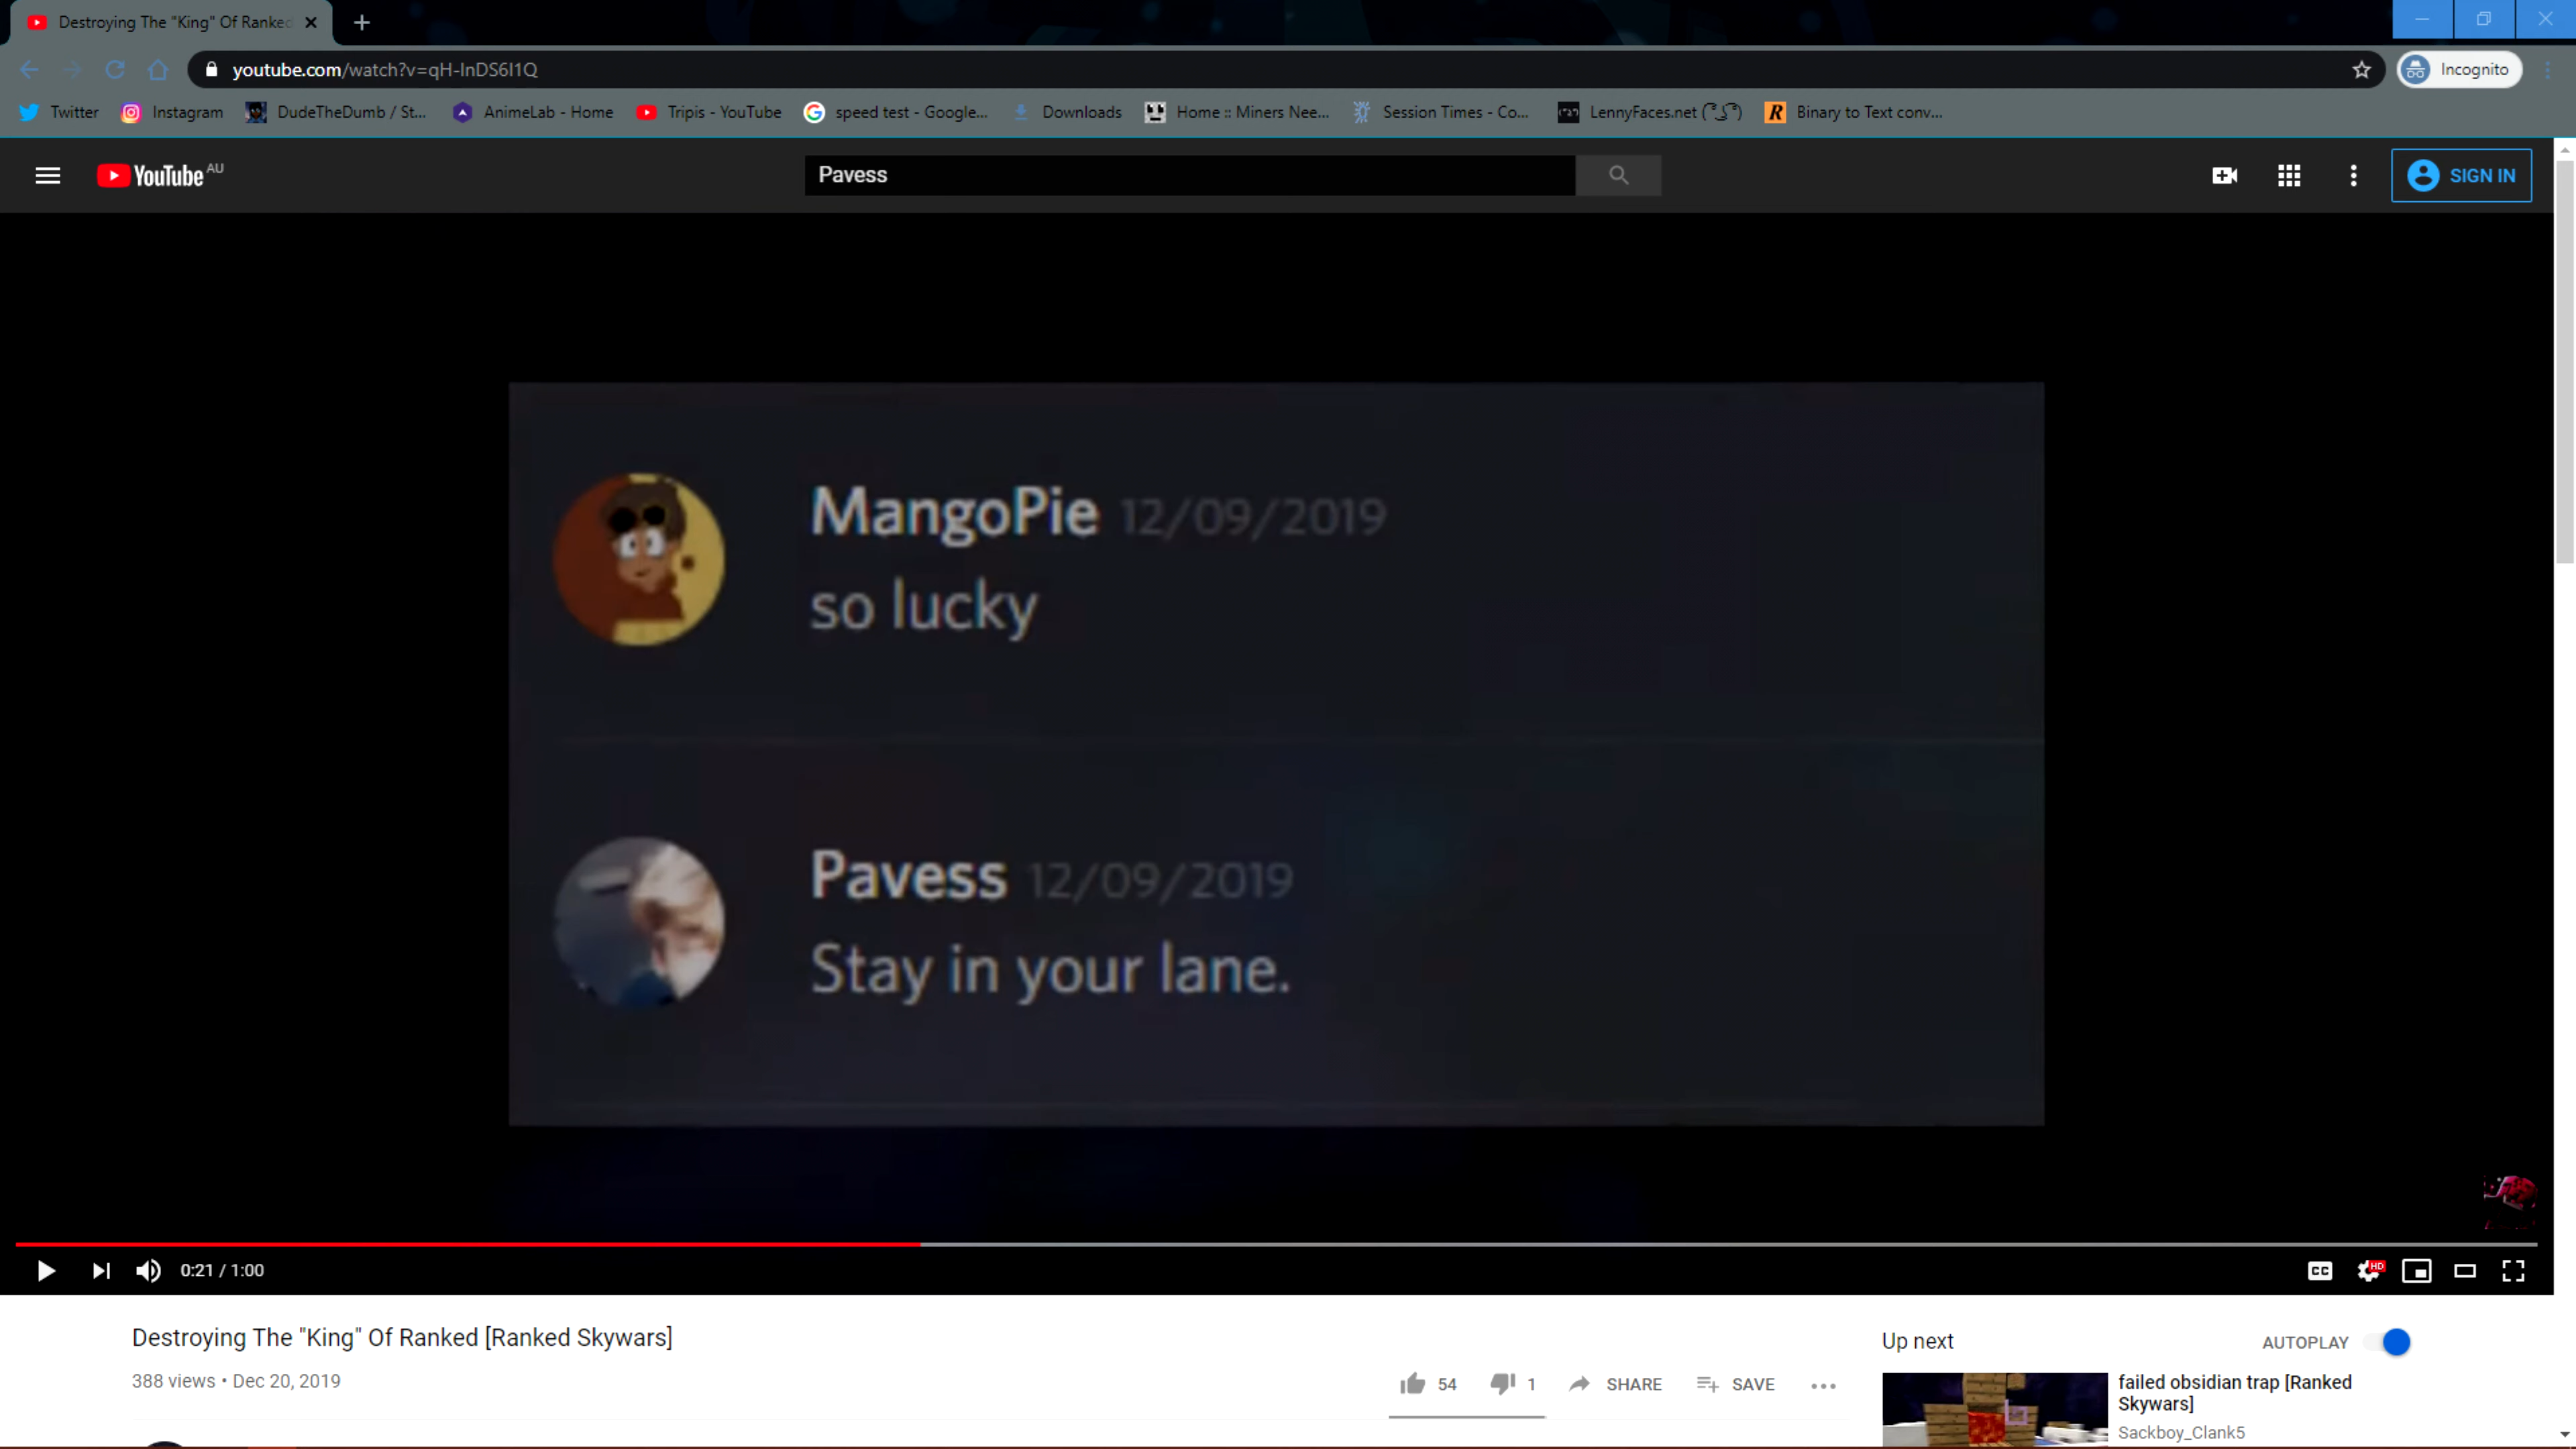 Destroying The "King" Of Ranked
Incognito
youtube.com/watch?v=qH-InDS6I1Q
Twitter
Instagram
DudeTheDumb / St...
AnimeLab - Home
Tripis - YouTube
speed test - Google...
Downloads
Home :: Miners Nee...
Session Times - Co...
LennyFaces.net
Binary to Text conv...
YouTube AU
Pavess
SIGN IN
MangoPie 12/09/2019
so lucky
Pavess 12/09/2019
Stay in your lane.
0:21 / 1:00
CC
HD
Destroying The "King" Of Ranked [Ranked Skywars]
388 views • Dec 20, 2019
54
1
SHARE
SAVE
Up next
AUTOPLAY
failed obsidian trap [Ranked
Skywars]
Sackboy_Clank5